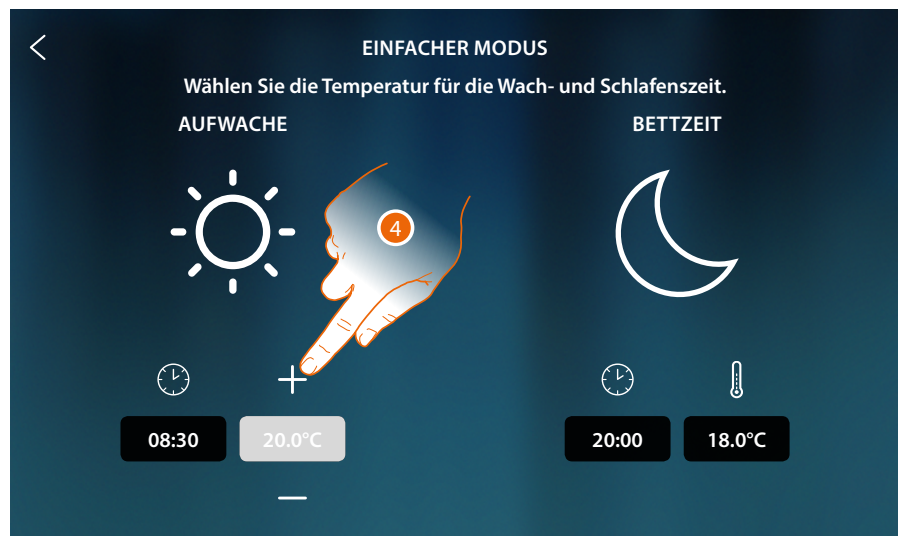 EINFACHER MODUS
Wählen Sie die Temperatur für die Wach- und Schlafenszeit.
AUFWACHE
BETTZEIT
4
08:30
20.0°C
20:00
18.0°C